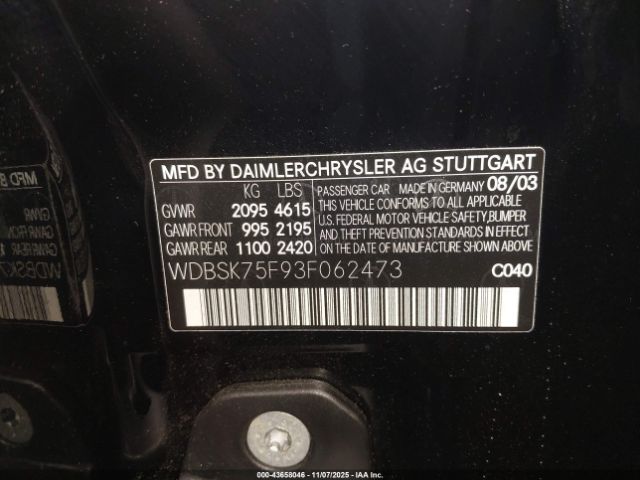 MFD BY DAIMLERCHRYSLER AG STUTTGART
KG LBS
GVWR 2095 4615
GAWR FRONT 995 2195
GAWR REAR 1100 2420
PASSENGER CAR MADE IN GERMANY 08/03
THIS VEHICLE CONFORMS TO ALL APPLICABLE
U.S. FEDERAL MOTOR VEHICLE SAFETY, BUMPER
AND THEFT PREVENTION STANDARDS IN EFFECT
ON THE DATE OF MANUFACTURE SHOWN ABOVE.
WDBSK75F93F062473
C040
000-43658046 - 11/07/2025 - IAA Inc.